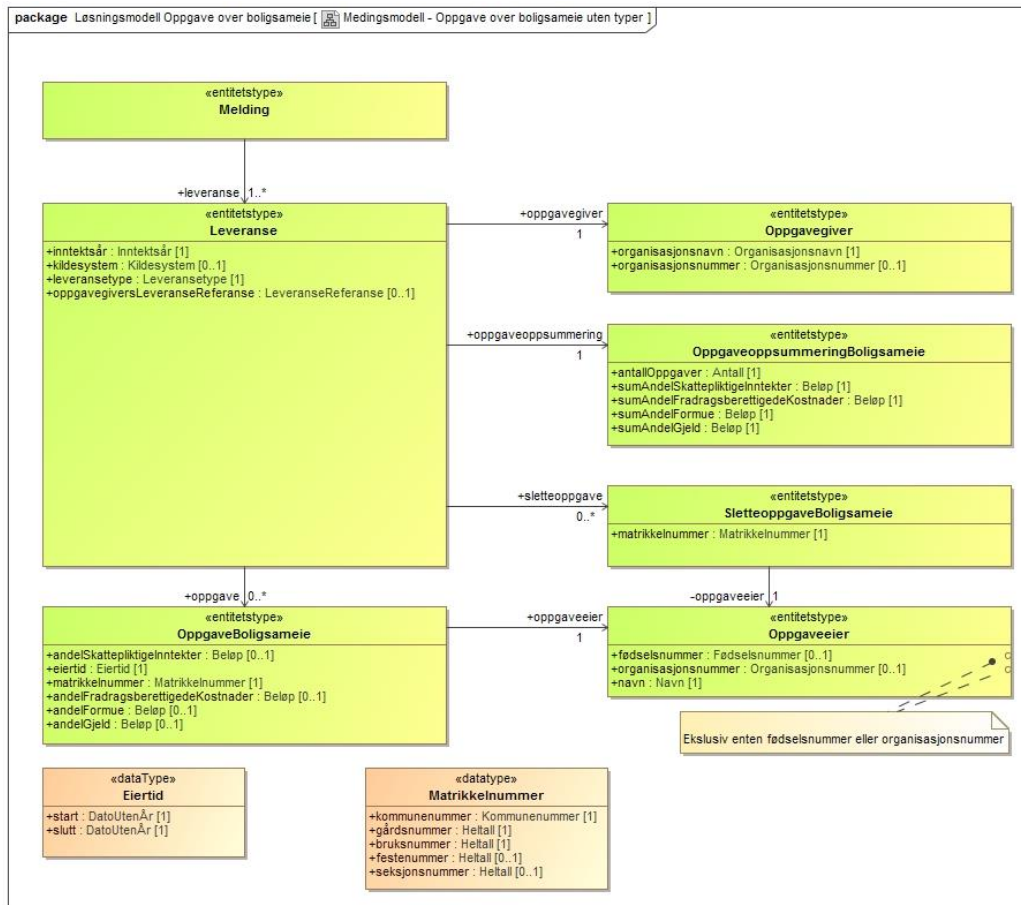 package Løsningsmodell Oppgave over boligsameie [ Medingsmodell - Oppgave over boligsameie uten typer ]
«entitetstype»
Melding
+leveranse 1..*
«entitetstype»
Leveranse
+inntektsår : Inntektsår [1]
+kildesystem : Kildesystem [0..1]
+leveransetype : Leveransetype [1]
+oppgavegiversLeveranseReferanse : LeveranseReferanse [0..1]
+oppgavegiver
1
«entitetstype»
Oppgavegiver
+organisasjonsnavn : Organisasjonsnavn [1]
+organisasjonsnummer : Organisasjonsnummer [0..1]
+oppgaveoppsummering
1
«entitetstype»
OppgaveoppsummeringBoligsameie
+antallOppgaver : Antall [1]
+sumAndelSkattepliktigeInntekter : Beløp [1]
+sumAndelFradragsberettigedeKostnader : Beløp [1]
+sumAndelFormue : Beløp [1]
+sumAndelGjeld : Beløp [1]
+sletteoppgave
0..*
«entitetstype»
SletteoppgaveBoligsameie
+matrikkelnummer : Matrikkelnummer [1]
-oppgaveeier 1
+oppgave 0..*
«entitetstype»
OppgaveBoligsameie
+andelSkattepliktigeInntekter : Beløp [0..1]
+eiertid : Eiertid [1]
+matrikkelnummer : Matrikkelnummer [1]
+andelFradragsberettigedeKostnader : Beløp [0..1]
+andelFormue : Beløp [0..1]
+andelGjeld : Beløp [0..1]
+oppgaveeier
1
«entitetstype»
Oppgaveeier
+fødselsnummer : Fødselsnummer [0..1]
+organisasjonsnummer : Organisasjonsnummer [0..1]
+navn : Navn [1]
Ekslusiv enten fødselsnummer eller organisasjonsnummer
«dataType»
Eiertid
+start : DatoUtenÅr [1]
+slutt : DatoUtenÅr [1]
«datatype»
Matrikkelnummer
+kommunenummer : Kommunenummer [1]
+gårdsnummer : Heltall [1]
+bruksnummer : Heltall [1]
+festenummer : Heltall [0..1]
+seksjonsnummer : Heltall [0..1]